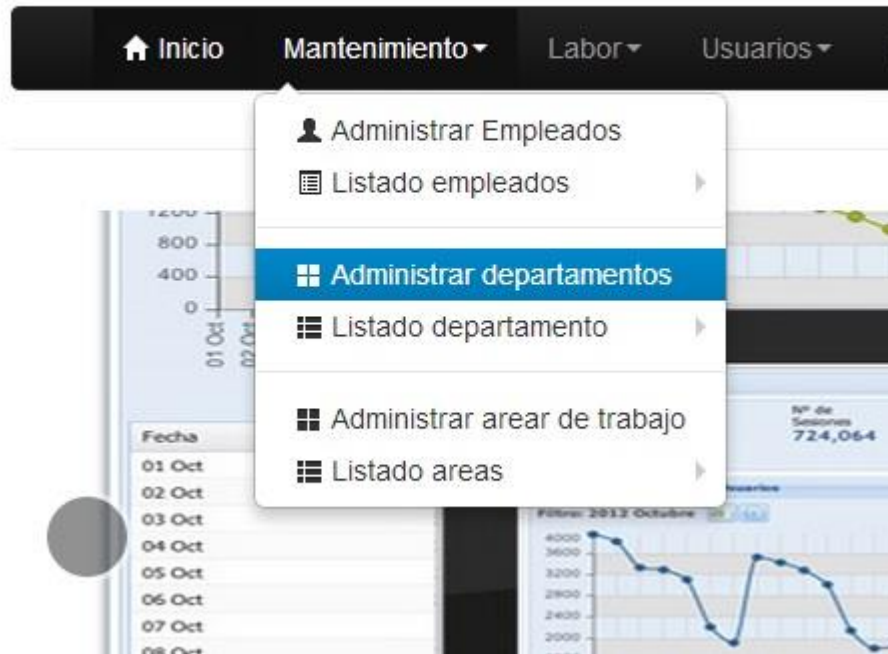 Inicio Mantenimiento Labor Usuarios
Administrar Empleados
Listado empleados
Administrar departamentos
Listado departamento
Administrar arear de trabajo
Listado areas
1200
800
400
0
01 Oct
02 Oct
Fecha
01 Oct
02 Oct
03 Oct
04 Oct
05 Oct
06 Oct
07 Oct
08 Oct
Nº de
Sesiones
724,064
Filtro: 2012 Octubre
4000
3600
3200
2800
2400
2000